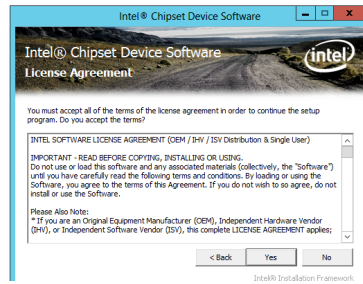 Intel® Chipset Device Software
Intel® Chipset Device Software
intel
License Agreement
You must accept all of the terms of the license agreement in order to continue the setup
program. Do you accept the terms?
INTEL SOFTWARE LICENSE AGREEMENT (OEM / IHV / ISV Distribution & Single User)
IMPORTANT - READ BEFORE COPYING, INSTALLING OR USING.
Do not use or load this software and any associated materials (collectively, the "Software")
until you have carefully read the following terms and conditions. By loading or using the
Software, you agree to the terms of this Agreement. If you do not wish to so agree, do not
install or use the Software.
Please Also Note:
* If you are an Original Equipment Manufacturer (OEM), Independent Hardware Vendor
(IHV), or Independent Software Vendor (ISV), this complete LICENSE AGREEMENT applies;
< Back Yes No
Intel® Installation Framework